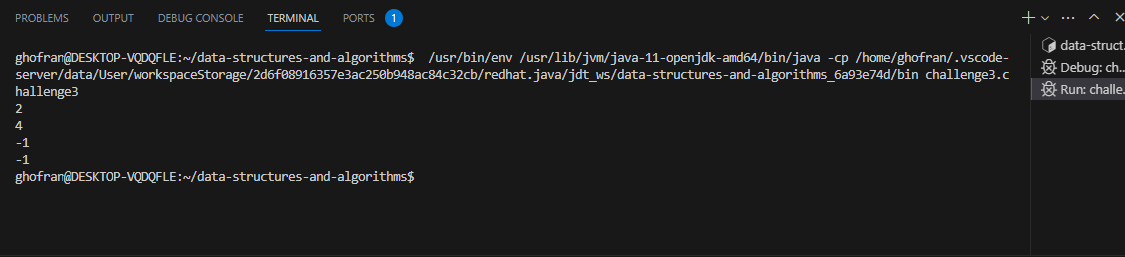 PROBLEMS OUTPUT DEBUG CONSOLE TERMINAL PORTS 1
ghofran@DESKTOP-VQDQFLE:~/data-structures-and-algorithms$  /usr/bin/env /usr/lib/jvm/java-11-openjdk-amd64/bin/java -cp /home/ghofran/.vscode-
server/data/User/workspaceStorage/2d6f08916357e3ac250b948ac84c32cb/redhat.java/jdt_ws/data-structures-and-algorithms_6a93e74d/bin challenge3.c
hallenge3
2
4
-1
-1
ghofran@DESKTOP-VQDQFLE:~/data-structures-and-algorithms$
data-struct...
Debug: ch...
Run: challe...